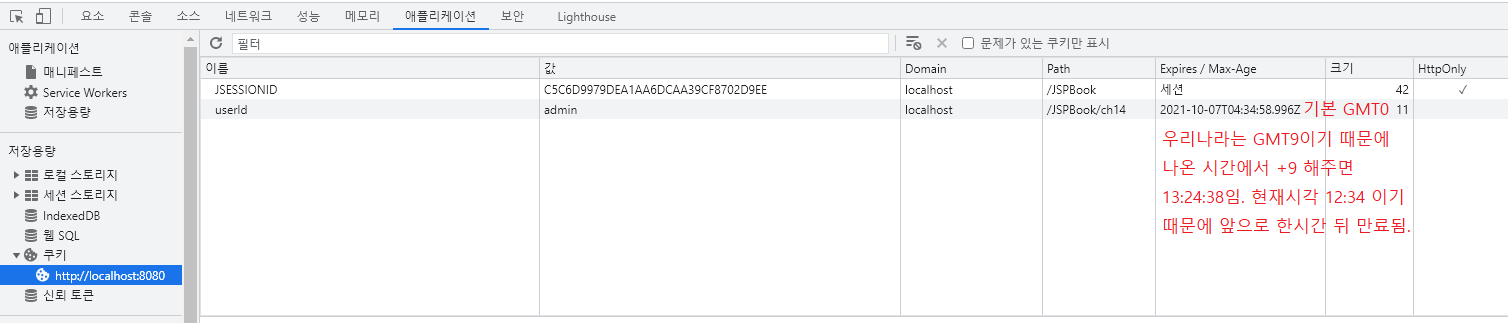 요소 콘솔 소스 네트워크 성능 메모리 애플리케이션 보안 Lighthouse
애플리케이션
매니페스트
Service Workers
저장용량
저장용량
로컬 스토리지
세션 스토리지
IndexedDB
웹 SQL
쿠키
http://localhost:8080
신뢰 토큰
필터
문제가 있는 쿠키만 표시
이름 값 Domain Path Expires / Max-Age 크기 HttpOnly
JSESSIONID C5C6D9979DEA1AA6DCAA39CF8702D9EE localhost /JSPBook 세션 42 ✓
userId admin localhost /JSPBook/ch14 2021-10-07T04:34:58.996Z 기본 GMT0 11
우리나라는 GMT9이기 때문에
나온 시간에서 +9 해주면
13:24:38임. 현재시각 12:34 이기
때문에 앞으로 한시간 뒤 만료됨.